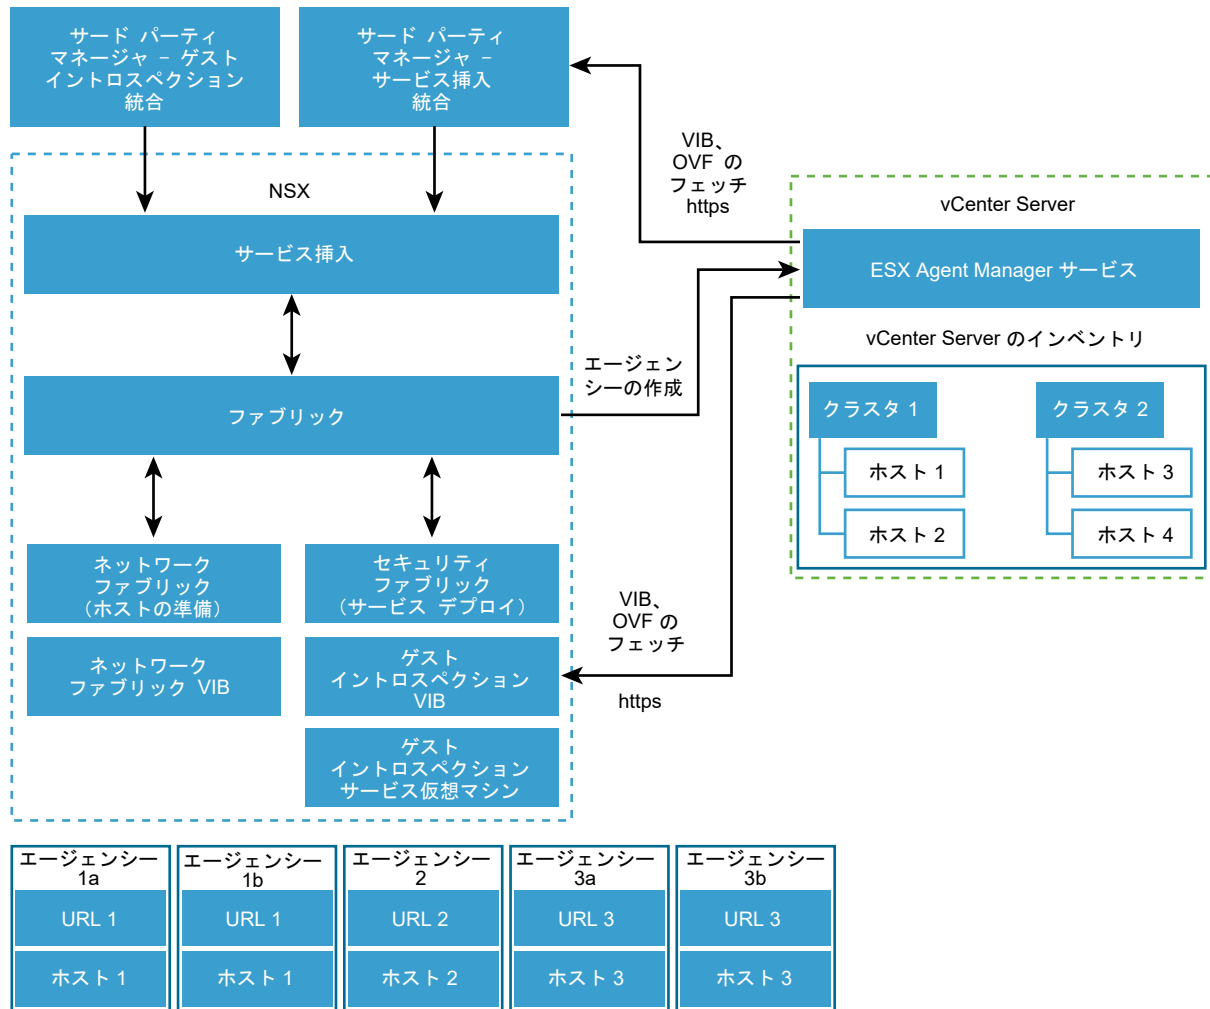 サード パーティ
マネージャ – ゲスト
イントロスペクション
統合
サード パーティ
マネージャ –
サービス挿入
統合
VIB、
OVF の
フェッチ
https
NSX
vCenter Server
サービス挿入
ESX Agent Manager サービス
vCenter Server のインベントリ
エージェン
シーの作成
ファブリック
クラスタ 1
ホスト 1
ホスト 2
クラスタ 2
ホスト 3
ホスト 4
ネットワーク
ファブリック
（ホストの準備）
セキュリティ
ファブリック
（サービス デプロイ）
VIB、
OVF の
フェッチ
https
ネットワーク
ファブリック VIB
ゲスト
イントロスペクション
VIB
ゲスト
イントロスペクション
サービス仮想マシン
エージェンシー
1a
URL 1
ホスト 1
エージェンシー
1b
URL 1
ホスト 1
エージェンシー
2
URL 2
ホスト 2
エージェンシー
3a
URL 3
ホスト 3
エージェンシー
3b
URL 3
ホスト 3